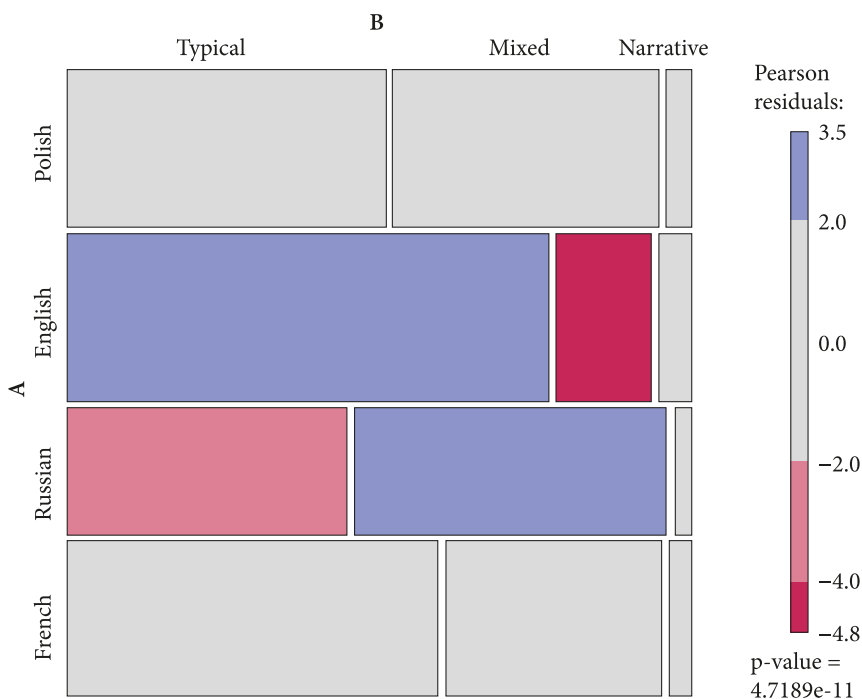 B
Typical Mixed Narrative
Polish
English
Russian
French
A
Pearson
residuals:
3.5
2.0
0.0
−2.0
−4.0
−4.8
p-value =
4.7189e-11